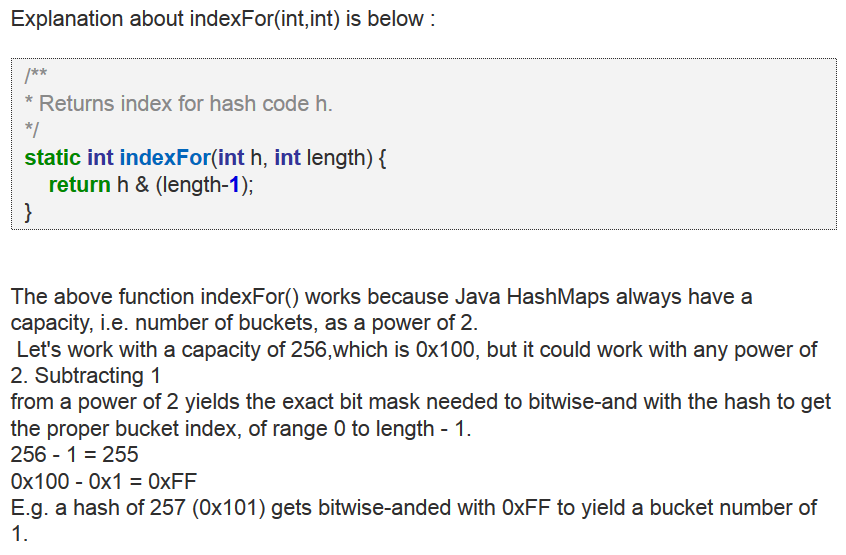 Explanation about indexFor(int,int) is below :
/**
* Returns index for hash code h.
*/
static int indexFor(int h, int length) {
return h & (length-1);
}
The above function indexFor() works because Java HashMaps always have a
capacity, i.e. number of buckets, as a power of 2.
Let's work with a capacity of 256,which is 0x100, but it could work with any power of
2. Subtracting 1
from a power of 2 yields the exact bit mask needed to bitwise-and with the hash to get
the proper bucket index, of range 0 to length - 1.
256 - 1 = 255
0x100 - 0x1 = 0xFF
E.g. a hash of 257 (0x101) gets bitwise-anded with 0xFF to yield a bucket number of
1.